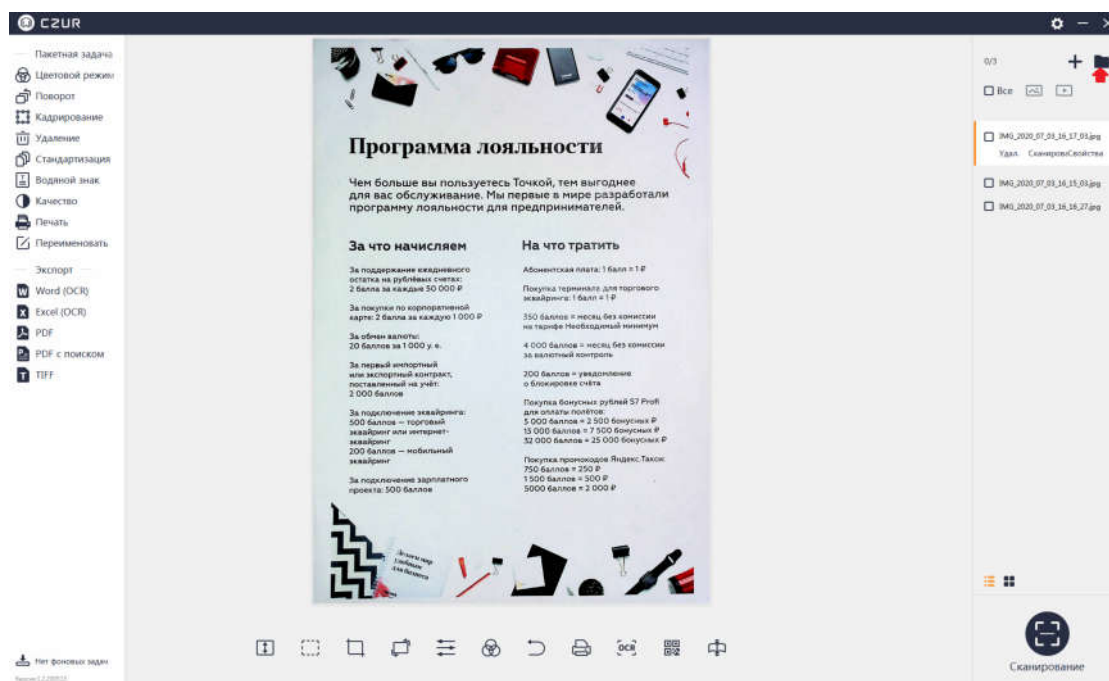 CZUR
Пакетная задача
Цветовой режим
Поворот
Кадрирование
Удаление
Стандартизация
Водяной знак
Качество
Печать
Переименовать
Экспорт
Word (OCR)
Excel (OCR)
PDF
PDF с поиском
TIFF
Нет фоновых задач
Программа лояльности
Чем больше вы пользуетесь Точкой, тем выгоднее
для вас обслуживание. Мы первые в мире разработали
программу лояльности для предпринимателей.
За что начисляем
За поддержание ежедневного
остатка на рублёвых счетах:
2 балла за каждые 50 000 ₽
За покупки по корпоративной
карте: 2 балла за каждую 1 000 ₽
За обмен валюты:
20 баллов за 1 000 у. е.
За первый импортный
или экспортный контракт,
поставленный на учёт:
2 000 баллов
За подключение эквайринга:
500 баллов — торговый
эквайринг или интернет-
эквайринг
200 баллов — мобильный
эквайринг
За подключение зарплатного
проекта: 500 баллов
На что тратить
Абонентская плата: 1 балл = 1 ₽
Покупка терминала для торгового
эквайринга: 1 балл = 1 ₽
350 баллов = месяц без комиссии
на тарифе Необходимый минимум
4 000 баллов = месяц без комиссии
за валютный контроль
200 баллов = уведомление
о блокировке счёта
Покупка бонусных рублей S7 Profi
для оплаты полётов:
5 000 баллов = 2 500 бонусных ₽
15 000 баллов = 7 500 бонусных ₽
32 000 баллов = 25 000 бонусных ₽
Покупка промокодов Яндекс.Такси:
750 баллов = 250 ₽
1 500 баллов = 500 ₽
5000 баллов = 2 000 ₽
Делаем мир
удобным
для бизнеса
OCR
0/3
Все
IMG_2020_07_03_16_17_03.jpg
Удал. СканироваСвойства
IMG_2020_07_03_16_15_03.jpg
IMG_2020_07_03_16_16_27.jpg
Сканирование